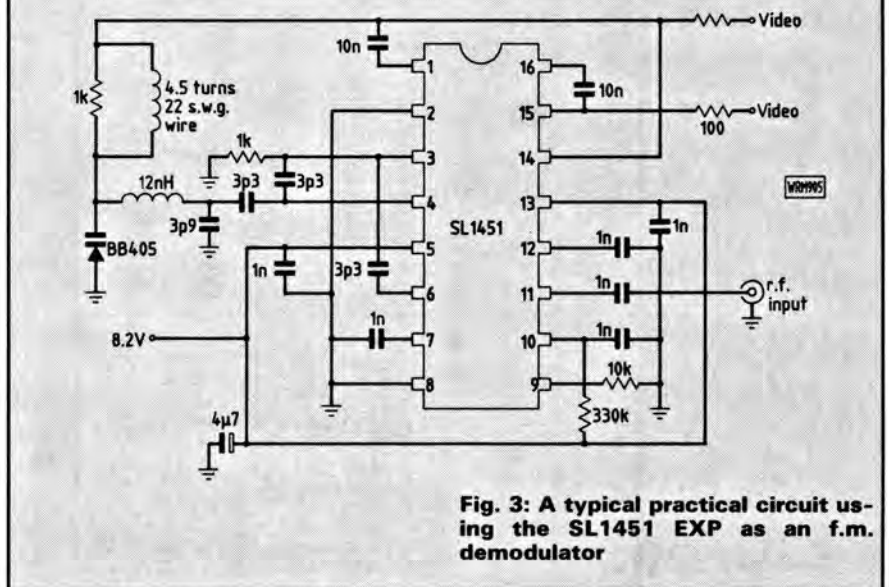 Video
10n
1
16
4.5 turns
22 s.w.g.
wire
1k
10n
2
15
100
Video
1k
3
14
WRM905
12nH
3p3
3p3
4
13
3p9
SL1451
1n
BB405
5
12
1n
1n
3p3
1n
r.f.
input
6
11
1n
1n
8.2V
7
10
10k
8
9
330k
4µ7
Fig. 3: A typical practical circuit us-
ing the SL1451 EXP as an f.m.
demodulator